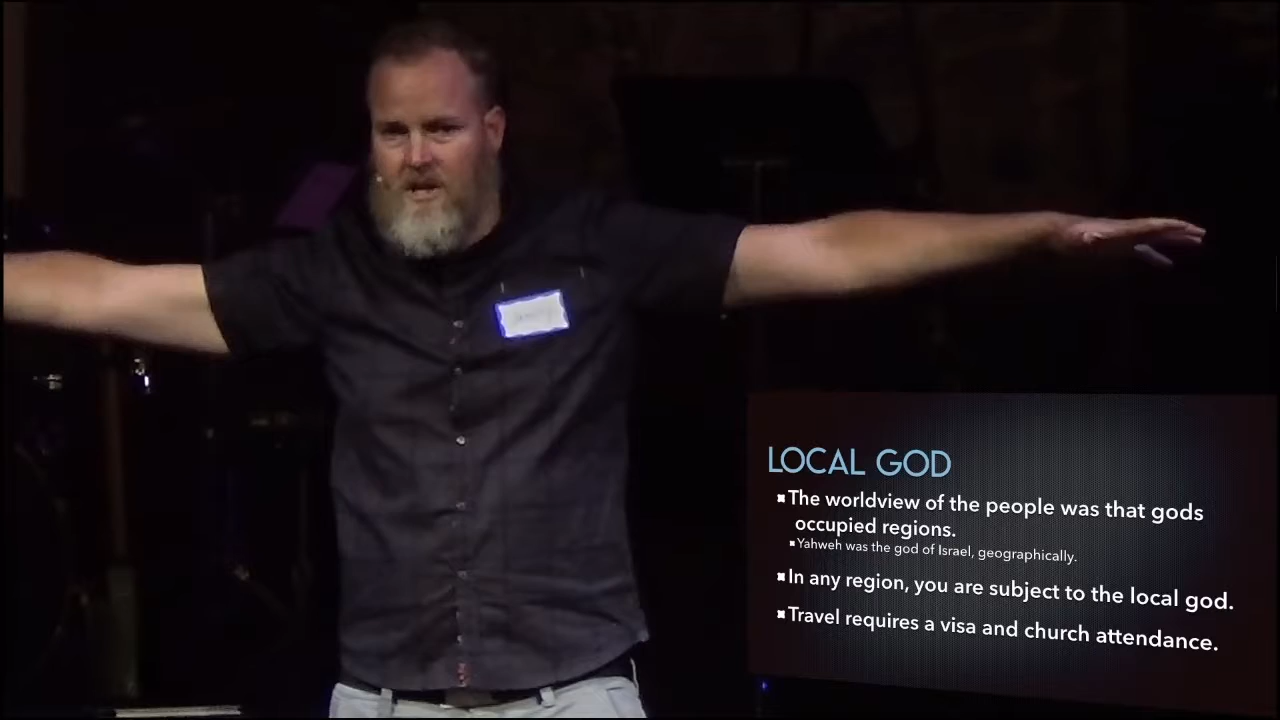 LOCAL GOD
The worldview of the people was that gods
occupied regions.
Yahweh was the god of Israel, geographically.
In any region, you are subject to the local god.
Travel requires a visa and church attendance.